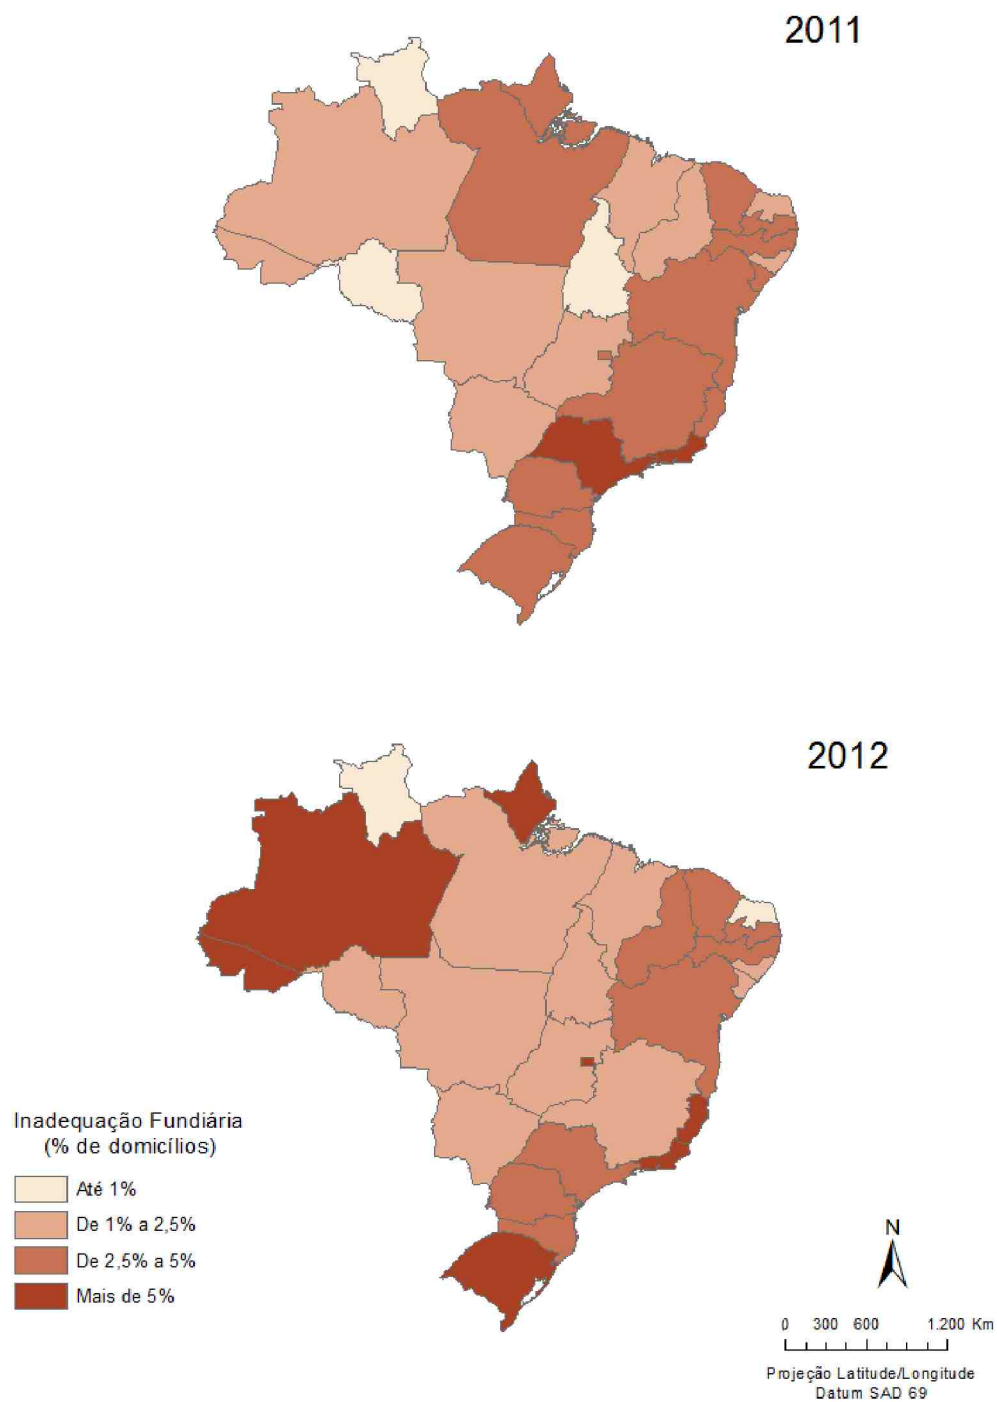 2011
2012
Inadequação Fundiária
(% de domicílios)
Até 1%
De 1% a 2,5%
De 2,5% a 5%
Mais de 5%
N
0 300 600 1.200 Km
Projeção Latitude/Longitude
Datum SAD 69